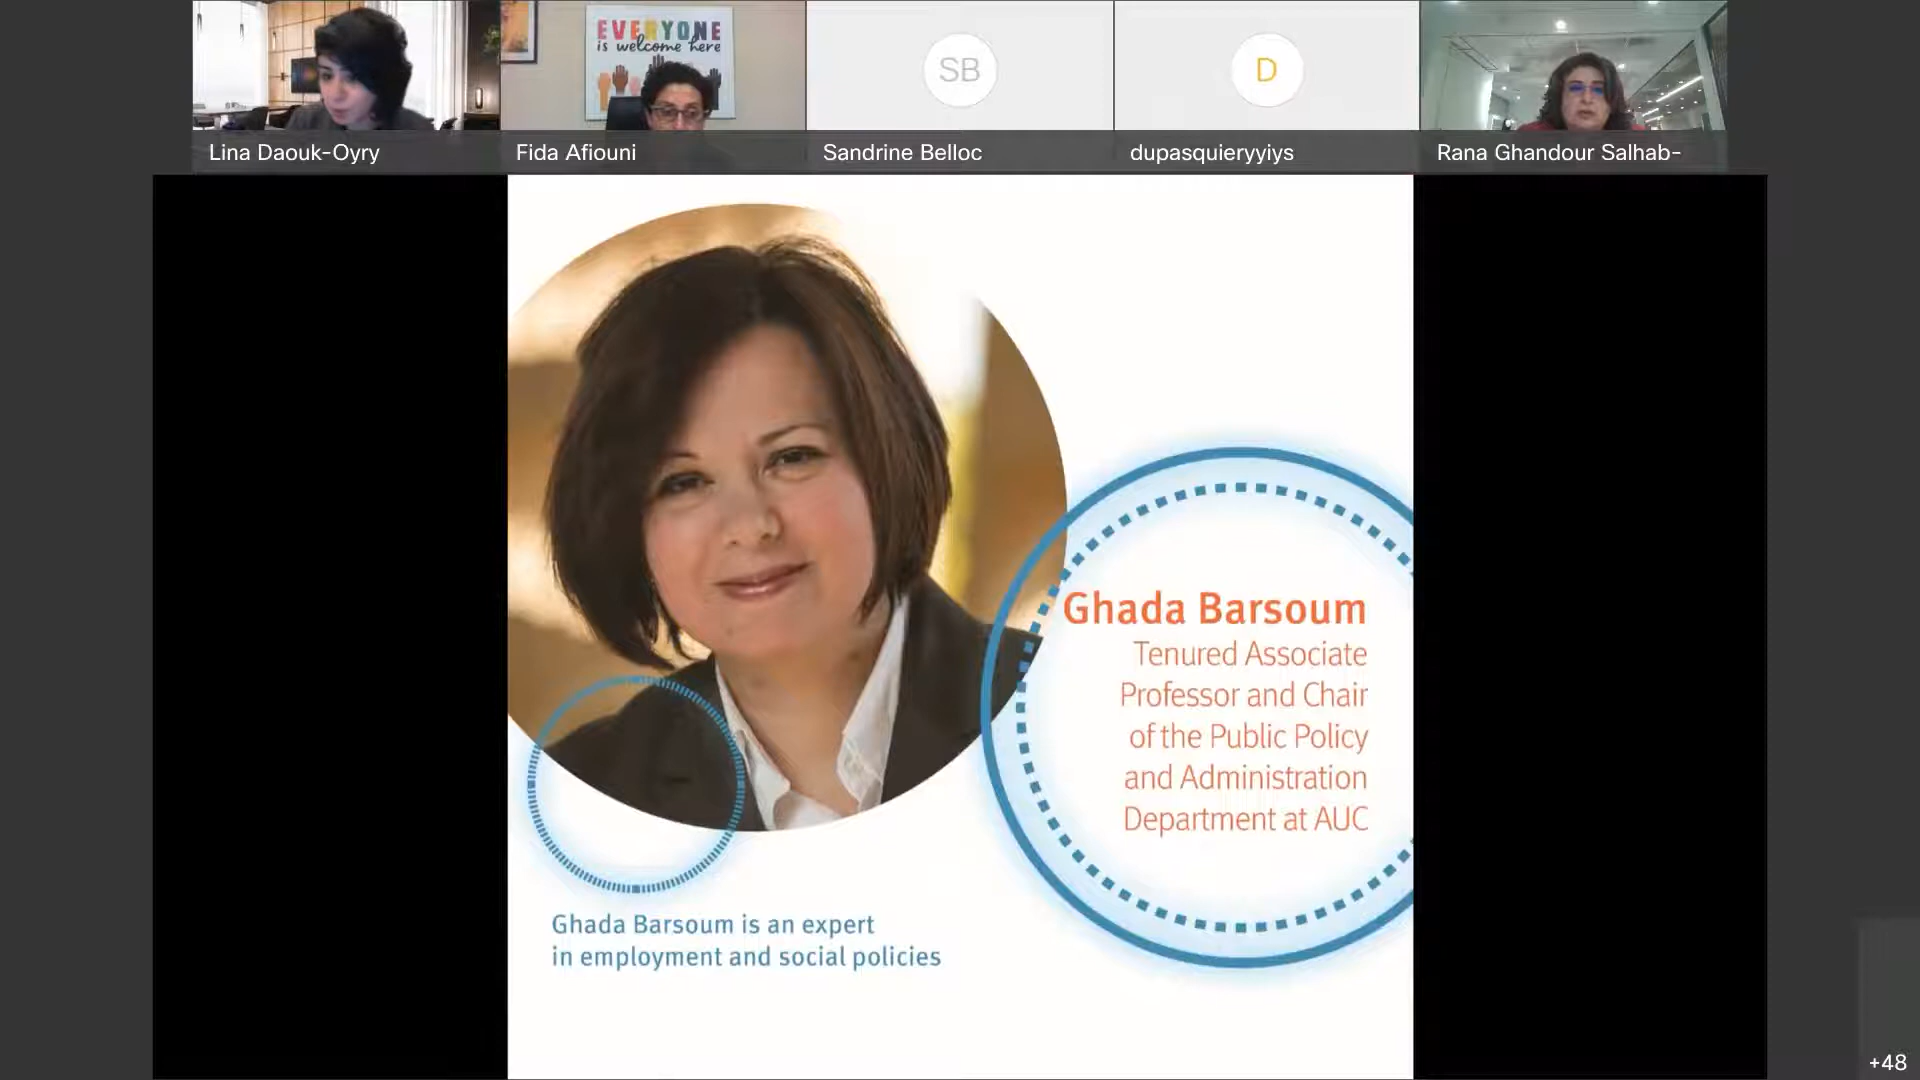 EVERYONE
is welcome here
SB
D
Lina Daouk-Oyry
Fida Afiouni
Sandrine Belloc
dupasquieryyiys
Rana Ghandour Salhab-
Ghada Barsoum
Tenured Associate
Professor and Chair
of the Public Policy
and Administration
Department at AUC
Ghada Barsoum is an expert
in employment and social policies
+48